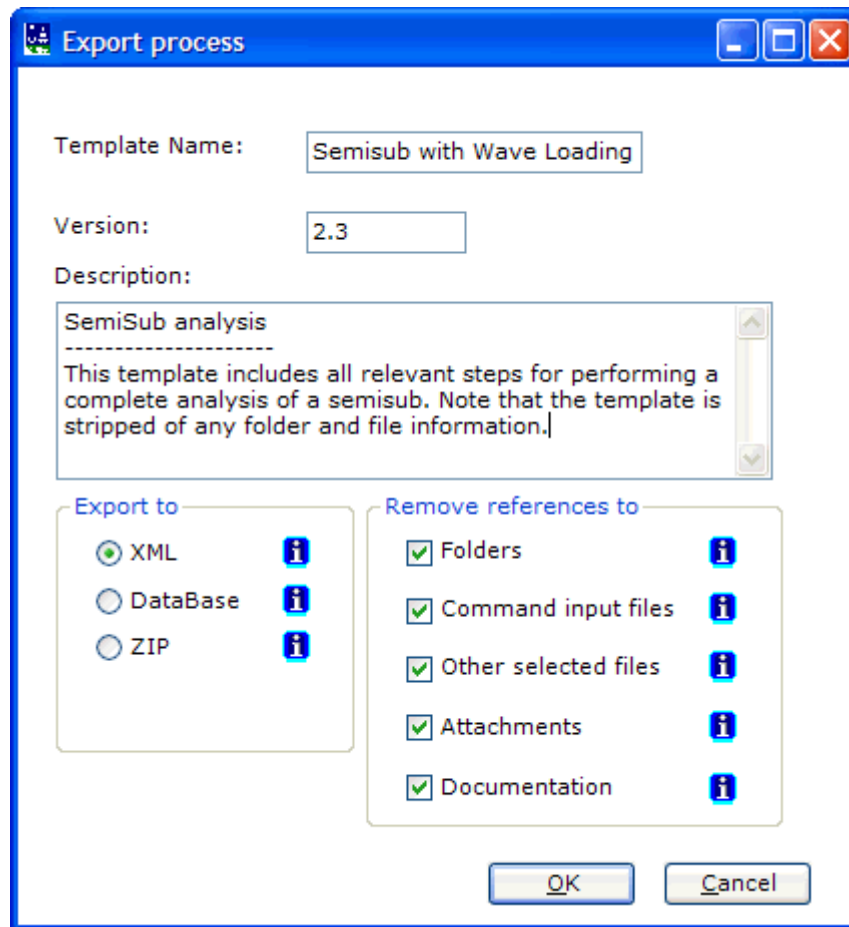 Export process
Template Name:
Semisub with Wave Loading
Version:
2.3
Description:
SemiSub analysis
---------------------
This template includes all relevant steps for performing a
complete analysis of a semisub. Note that the template is
stripped of any folder and file information.
Export to
XML
DataBase
ZIP
Remove references to
Folders
Command input files
Other selected files
Attachments
Documentation
OK
Cancel